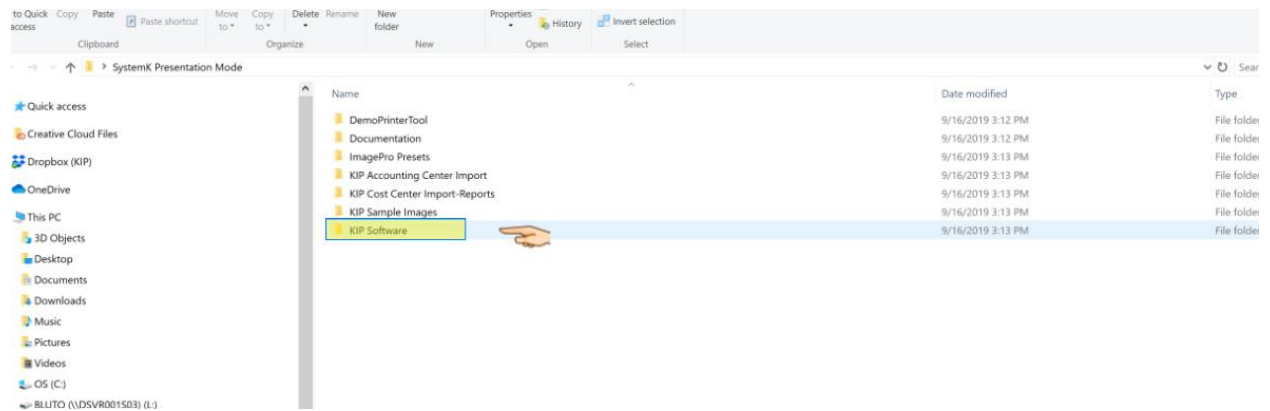 to Quick access Copy Paste Paste shortcut Move to Copy to Delete Rename New folder Properties History Invert selection
Clipboard Organize New Open Select
SystemK Presentation Mode
Name Date modified Type
Quick access
Creative Cloud Files
Dropbox (KIP)
OneDrive
This PC
3D Objects
Desktop
Documents
Downloads
Music
Pictures
Videos
OS (C:)
BLUTO (\\DSVR001S03) (L:)
DemoPrinterTool 9/16/2019 3:12 PM File folder
Documentation 9/16/2019 3:12 PM File folder
ImagePro Presets 9/16/2019 3:13 PM File folder
KIP Accounting Center Import 9/16/2019 3:13 PM File folder
KIP Cost Center Import-Reports 9/16/2019 3:13 PM File folder
KIP Sample Images 9/16/2019 3:13 PM File folder
KIP Software 9/16/2019 3:13 PM File folder